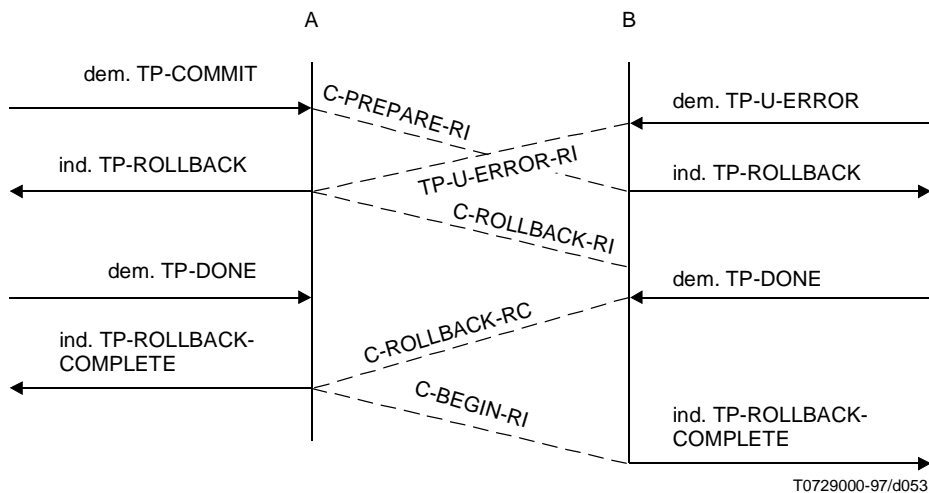 A
B
dem. TP-COMMIT
C-PREPARE-RI
dem. TP-U-ERROR
ind. TP-ROLLBACK
TP-U-ERROR-RI
ind. TP-ROLLBACK
C-ROLLBACK-RI
dem. TP-DONE
dem. TP-DONE
C-ROLLBACK-RC
ind. TP-ROLLBACK-
COMPLETE
C-BEGIN-RI
ind. TP-ROLLBACK-
COMPLETE
T0729000-97/d053